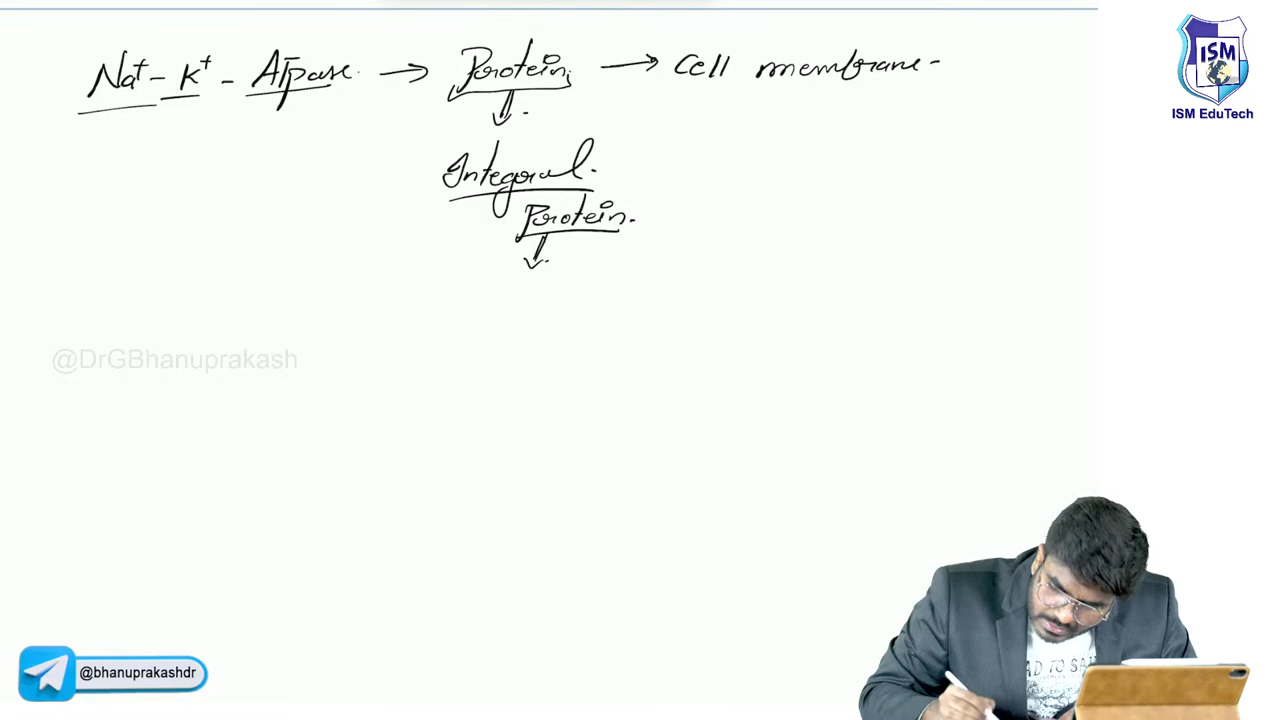 Na+ - K+ - ATPase → Protein → Cell membrane
Integral
Protein
ISM
ISM EduTech
@DrGBhanuprakash
@bhanuprakashdr